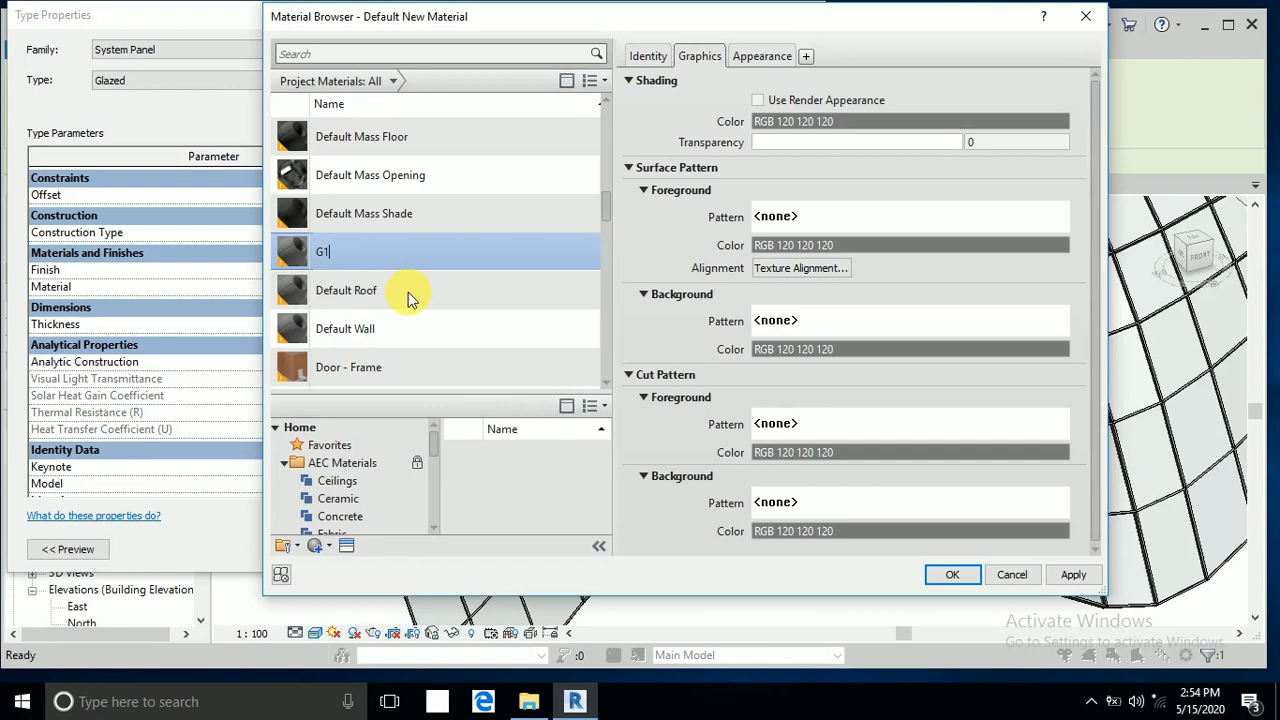 Type Properties
Family:
System Panel
Type:
Glazed
Type Parameters
Parameter
Constraints
Offset
Construction
Construction Type
Materials and Finishes
Finish
Material
Dimensions
Thickness
Analytical Properties
Analytic Construction
Visual Light Transmittance
Solar Heat Gain Coefficient
Thermal Resistance (R)
Heat Transfer Coefficient (U)
Identity Data
Keynote
Model
What do these properties do?
<< Preview
Elevations (Building Elevation)
East
North
Material Browser - Default New Material
?
Search
Project Materials: All
Name
Default Mass Floor
Default Mass Opening
Default Mass Shade
G1
Default Roof
Default Wall
Door - Frame
Home
Favorites
AEC Materials
Ceilings
Ceramic
Concrete
Fabric
Name
Identity
Graphics
Appearance
Shading
Use Render Appearance
Color
RGB 120 120 120
Transparency
0
Surface Pattern
Foreground
Pattern
<none>
Color
RGB 120 120 120
Alignment
Texture Alignment...
Background
Pattern
<none>
Color
RGB 120 120 120
Cut Pattern
Foreground
Pattern
<none>
Color
RGB 120 120 120
Background
Pattern
<none>
Color
RGB 120 120 120
OK
Cancel
Apply
FRONT
Activate Windows
Go to Settings to activate Windows.
1 : 100
Ready
:0
Main Model
:1
Type here to search
2:54 PM
5/15/2020
3